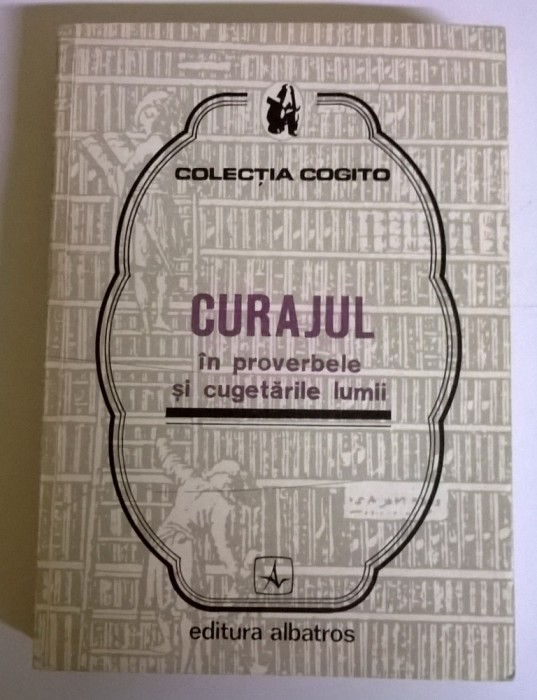 COLECȚIA COGITO
CURAJUL
în proverbele
și cugetările lumii
editura albatros